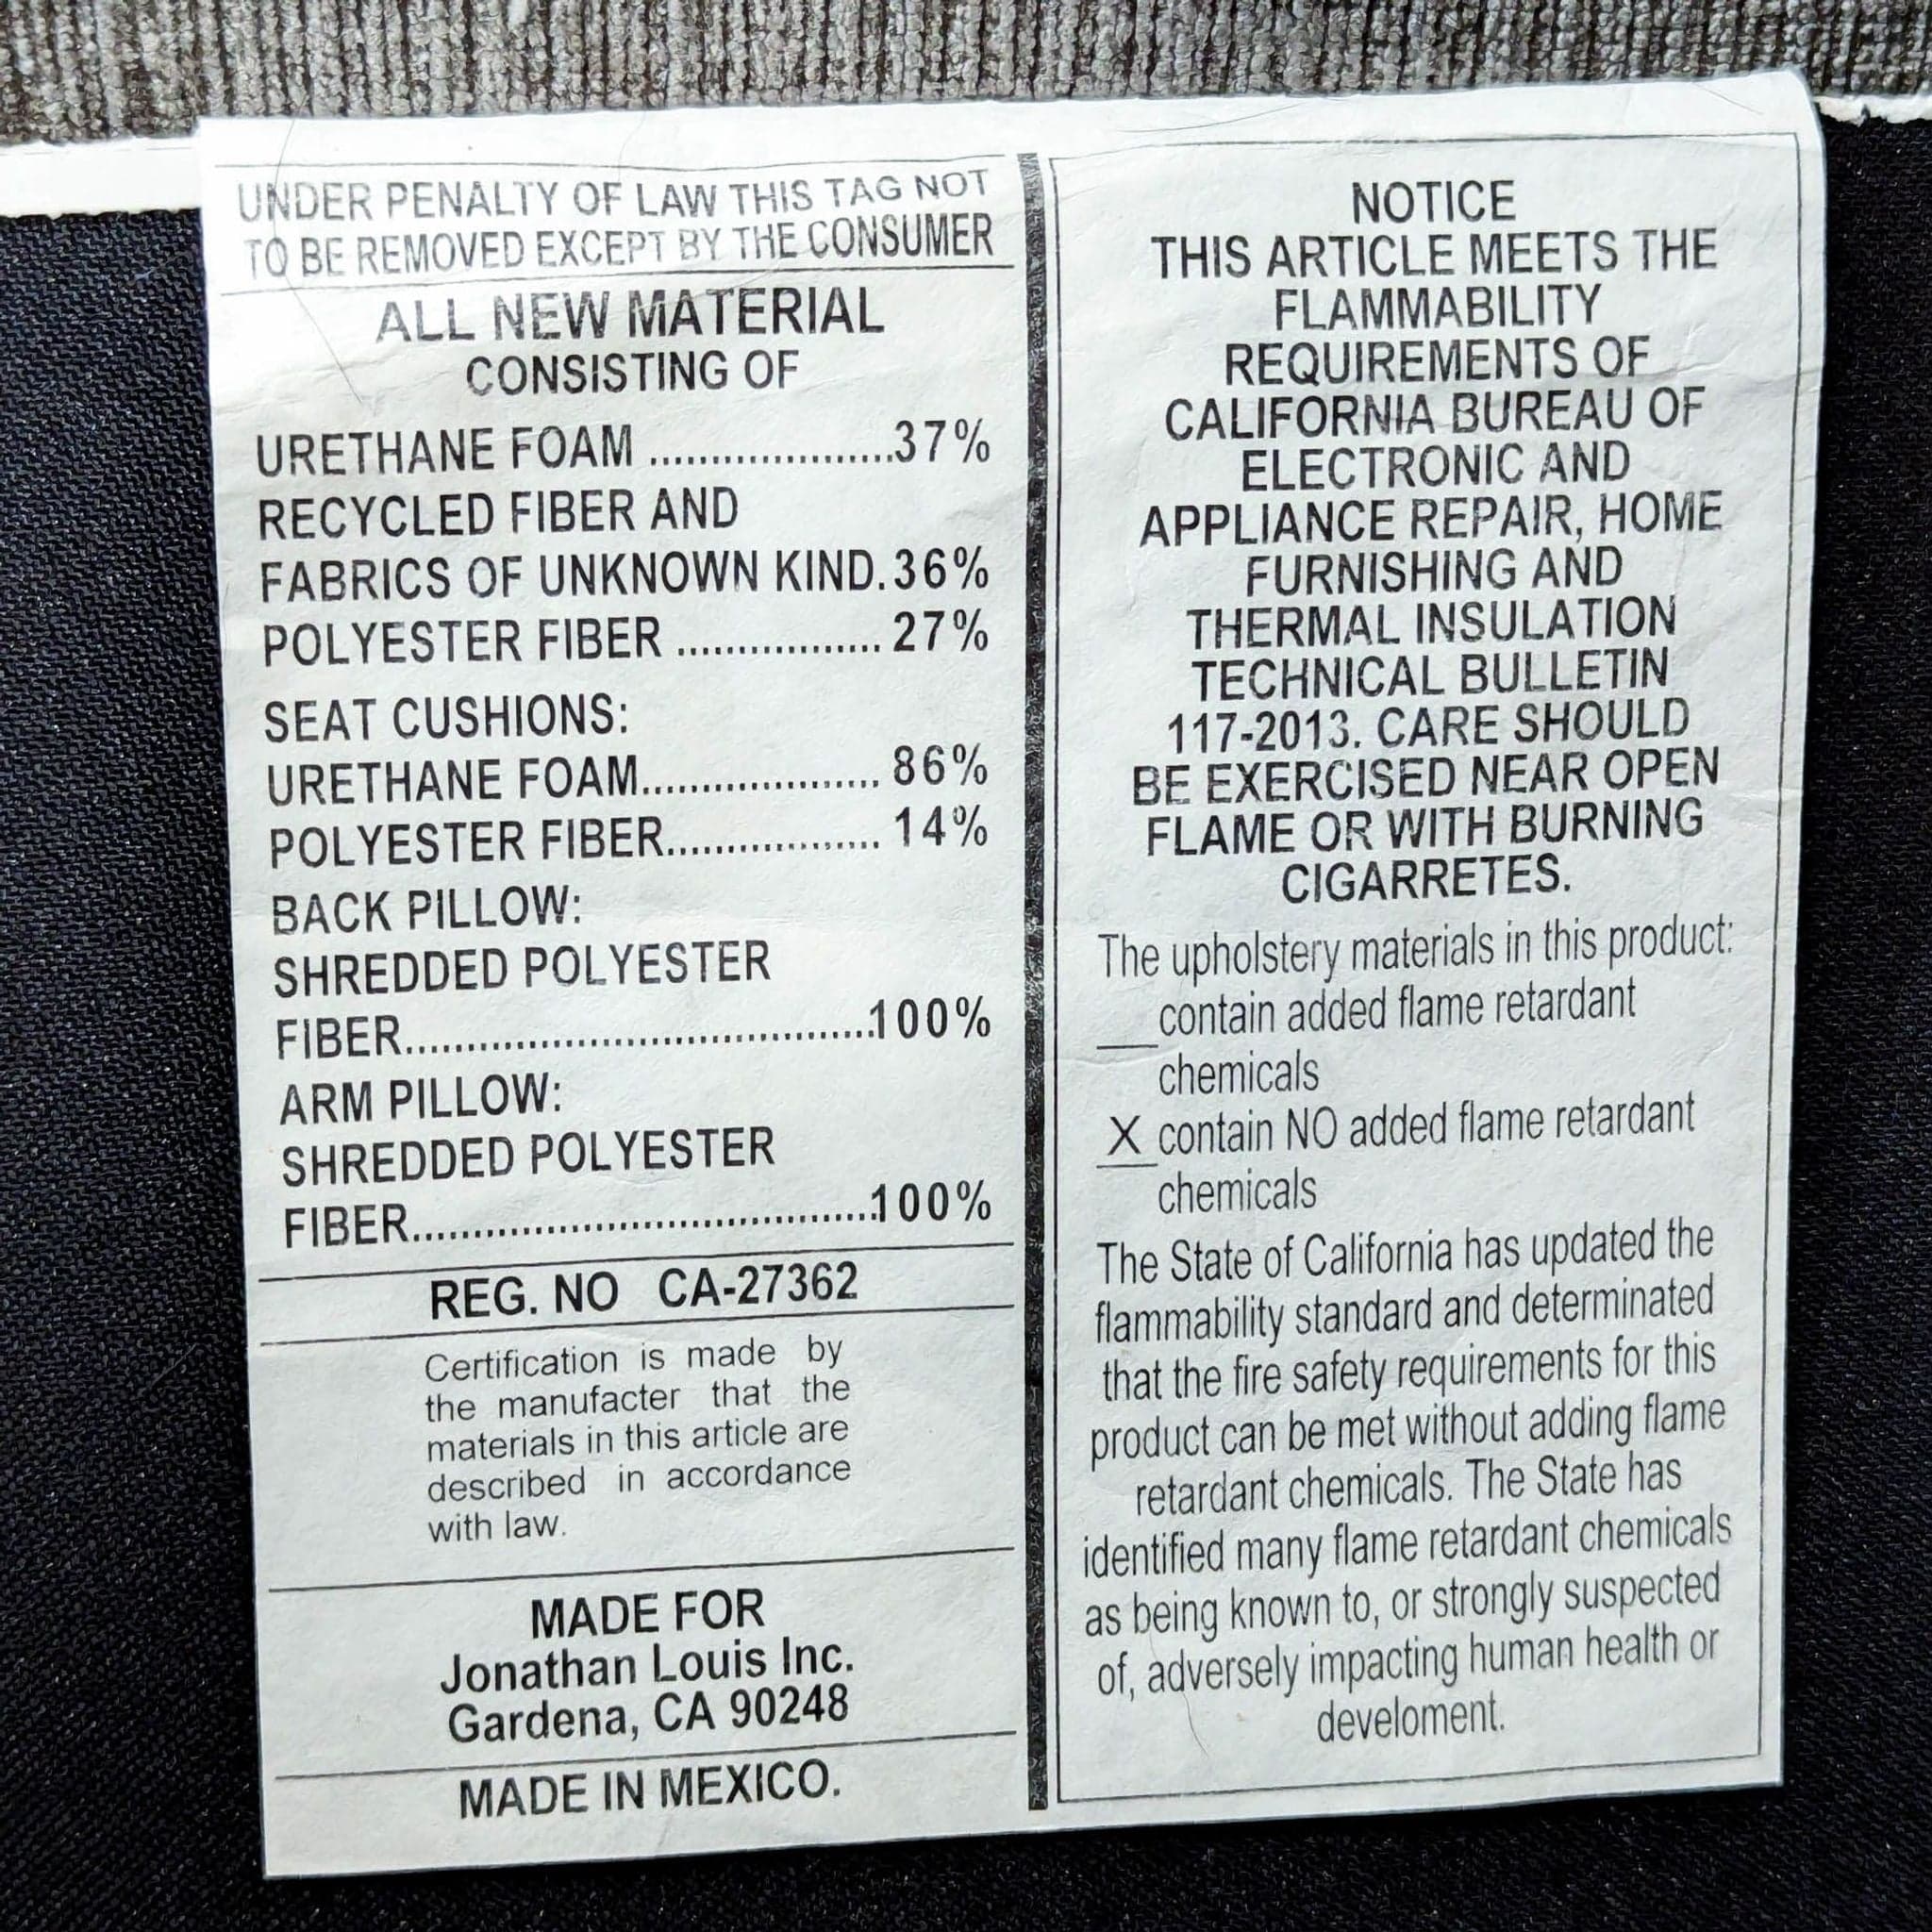 UNDER PENALTY OF LAW THIS TAG NOT
TO BE REMOVED EXCEPT BY THE CONSUMER
ALL NEW MATERIAL
CONSISTING OF
URETHANE FOAM ....................37%
RECYCLED FIBER AND
FABRICS OF UNKNOWN KIND.36%
POLYESTER FIBER ................. 27%
SEAT CUSHIONS:
URETHANE FOAM.................... 86%
POLYESTER FIBER.................. 14%
BACK PILLOW:
SHREDDED POLYESTER
FIBER.......................................100%
ARM PILLOW:
SHREDDED POLYESTER
FIBER.......................................100%
REG. NO CA-27362
Certification is made by
the manufacter that the
materials in this article are
described in accordance
with law.
MADE FOR
Jonathan Louis Inc.
Gardena, CA 90248
MADE IN MEXICO.
NOTICE
THIS ARTICLE MEETS THE
FLAMMABILITY
REQUIREMENTS OF
CALIFORNIA BUREAU OF
ELECTRONIC AND
APPLIANCE REPAIR, HOME
FURNISHING AND
THERMAL INSULATION
TECHNICAL BULLETIN
117-2013. CARE SHOULD
BE EXERCISED NEAR OPEN
FLAME OR WITH BURNING
CIGARRETES.
The upholstery materials in this product:
___contain added flame retardant
chemicals
X contain NO added flame retardant
chemicals
The State of California has updated the
flammability standard and determinated
that the fire safety requirements for this
product can be met without adding flame
retardant chemicals. The State has
identified many flame retardant chemicals
as being known to, or strongly suspected
of, adversely impacting human health or
develoment.